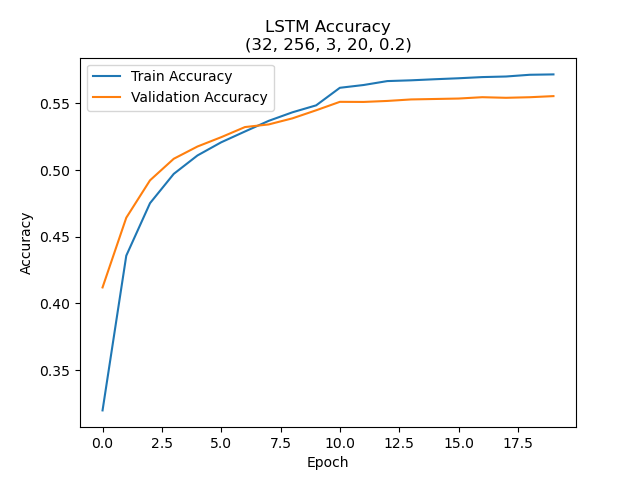 LSTM Accuracy
(32, 256, 3, 20, 0.2)
Train Accuracy
Validation Accuracy
0.55
0.50
0.45
0.40
0.35
Accuracy
0.0 2.5 5.0 7.5 10.0 12.5 15.0 17.5
Epoch